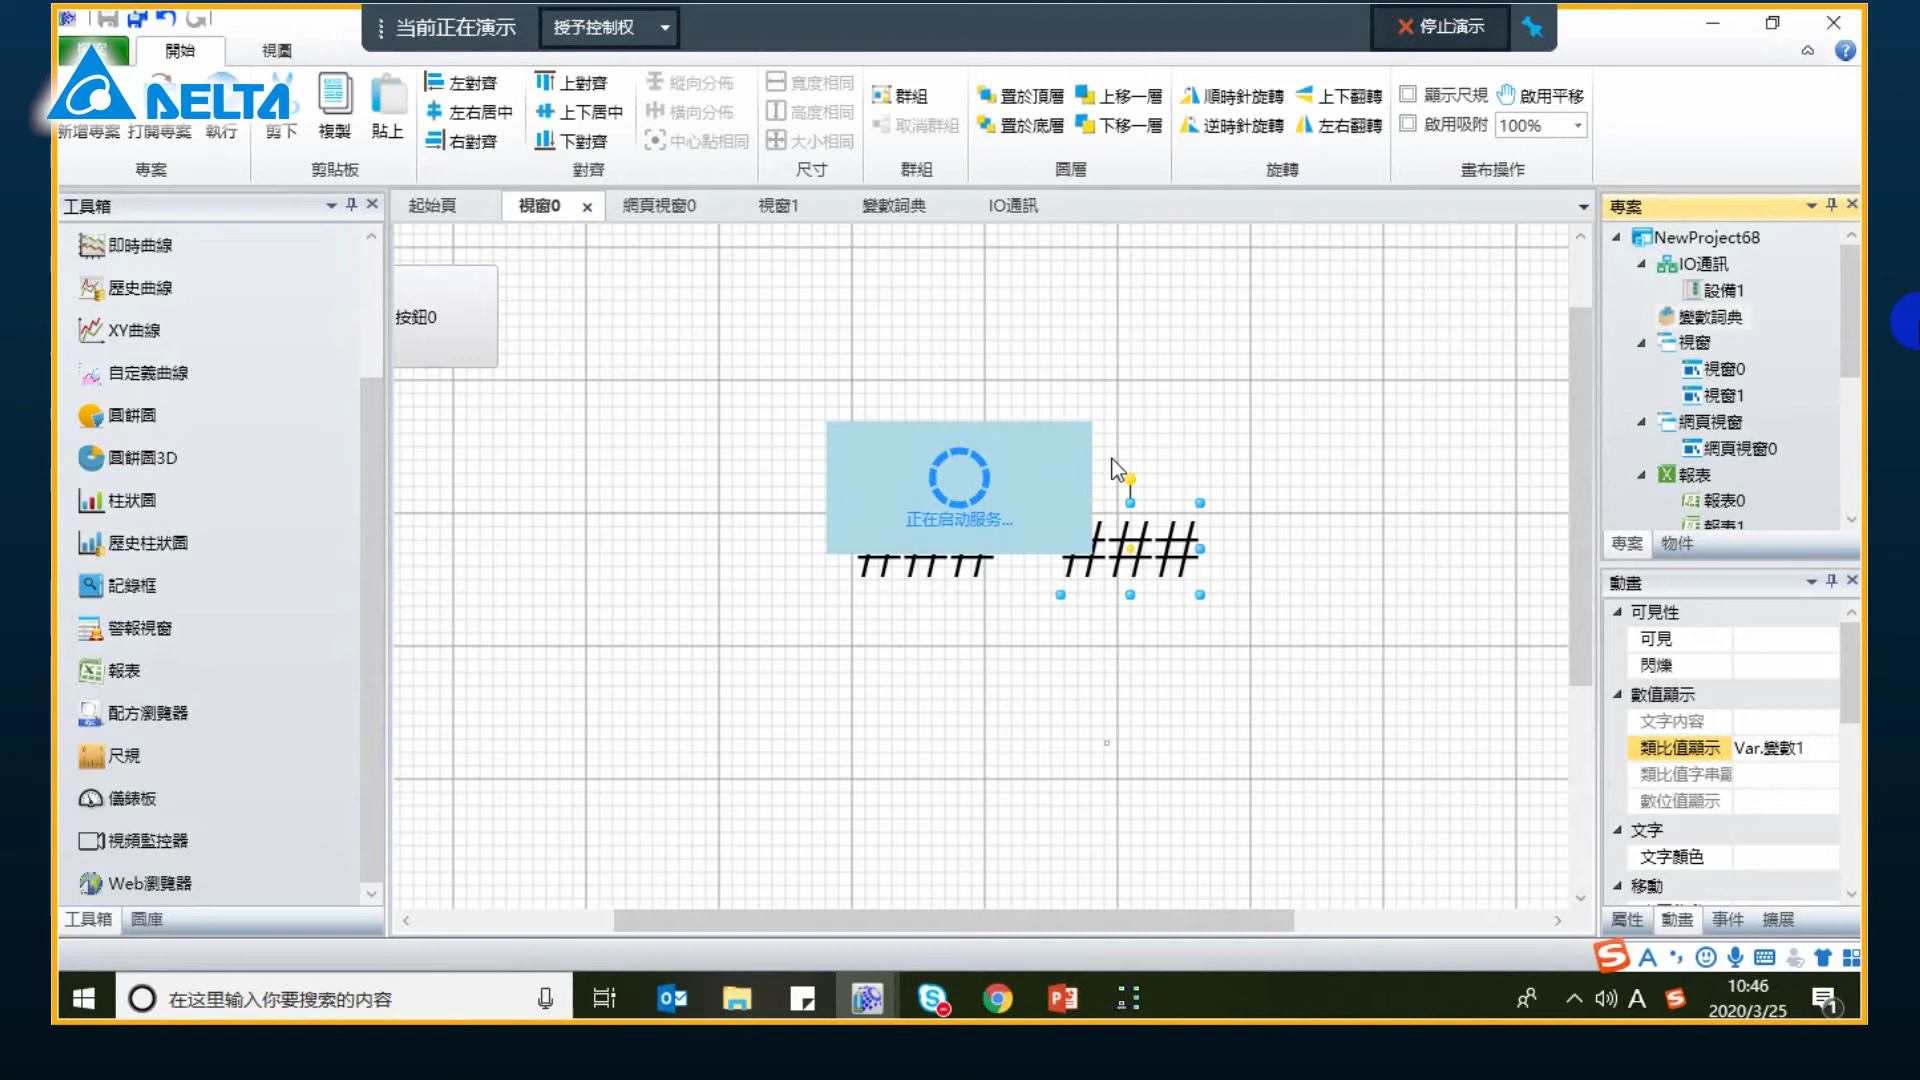 当前正在演示
授予控制权
停止演示
開始
視圖
DELTA
新增專案 打開專案 執行
剪下
複製
貼上
左對齊
左右居中
右對齊
上對齊
上下居中
下對齊
縱向分佈
橫向分佈
中心點相同
寬度相同
高度相同
大小相同
群組
取消群組
置於頂層
置於底層
上移一層
下移一層
順時針旋轉
逆時針旋轉
上下翻轉
左右翻轉
顯示尺規
啟用平移
啟用吸附
100%
專案
剪貼板
對齊
尺寸
群組
圖層
旋轉
畫布操作
工具箱
起始頁
視窗0
網頁視窗0
視窗1
變數詞典
IO通訊
即時曲線
歷史曲線
XY曲線
自定義曲線
圓餅圖
圓餅圖3D
柱狀圖
歷史柱狀圖
記錄框
警報視窗
報表
配方瀏覽器
尺規
儀錶板
視頻監控器
Web瀏覽器
工具箱
圖庫
按鈕0
正在启动服务...
###
專案
NewProject68
IO通訊
設備1
變數詞典
視窗
視窗0
視窗1
網頁視窗
網頁視窗0
報表
報表0
報表1
專案
物件
動畫
可見性
可見
閃爍
數值顯示
文字內容
類比值顯示
Var.變數1
類比值字串
數位值顯示
文字
文字顏色
移動
屬性
動畫
事件
擴展
在这里输入你要搜索的内容
10:46
2020/3/25
1